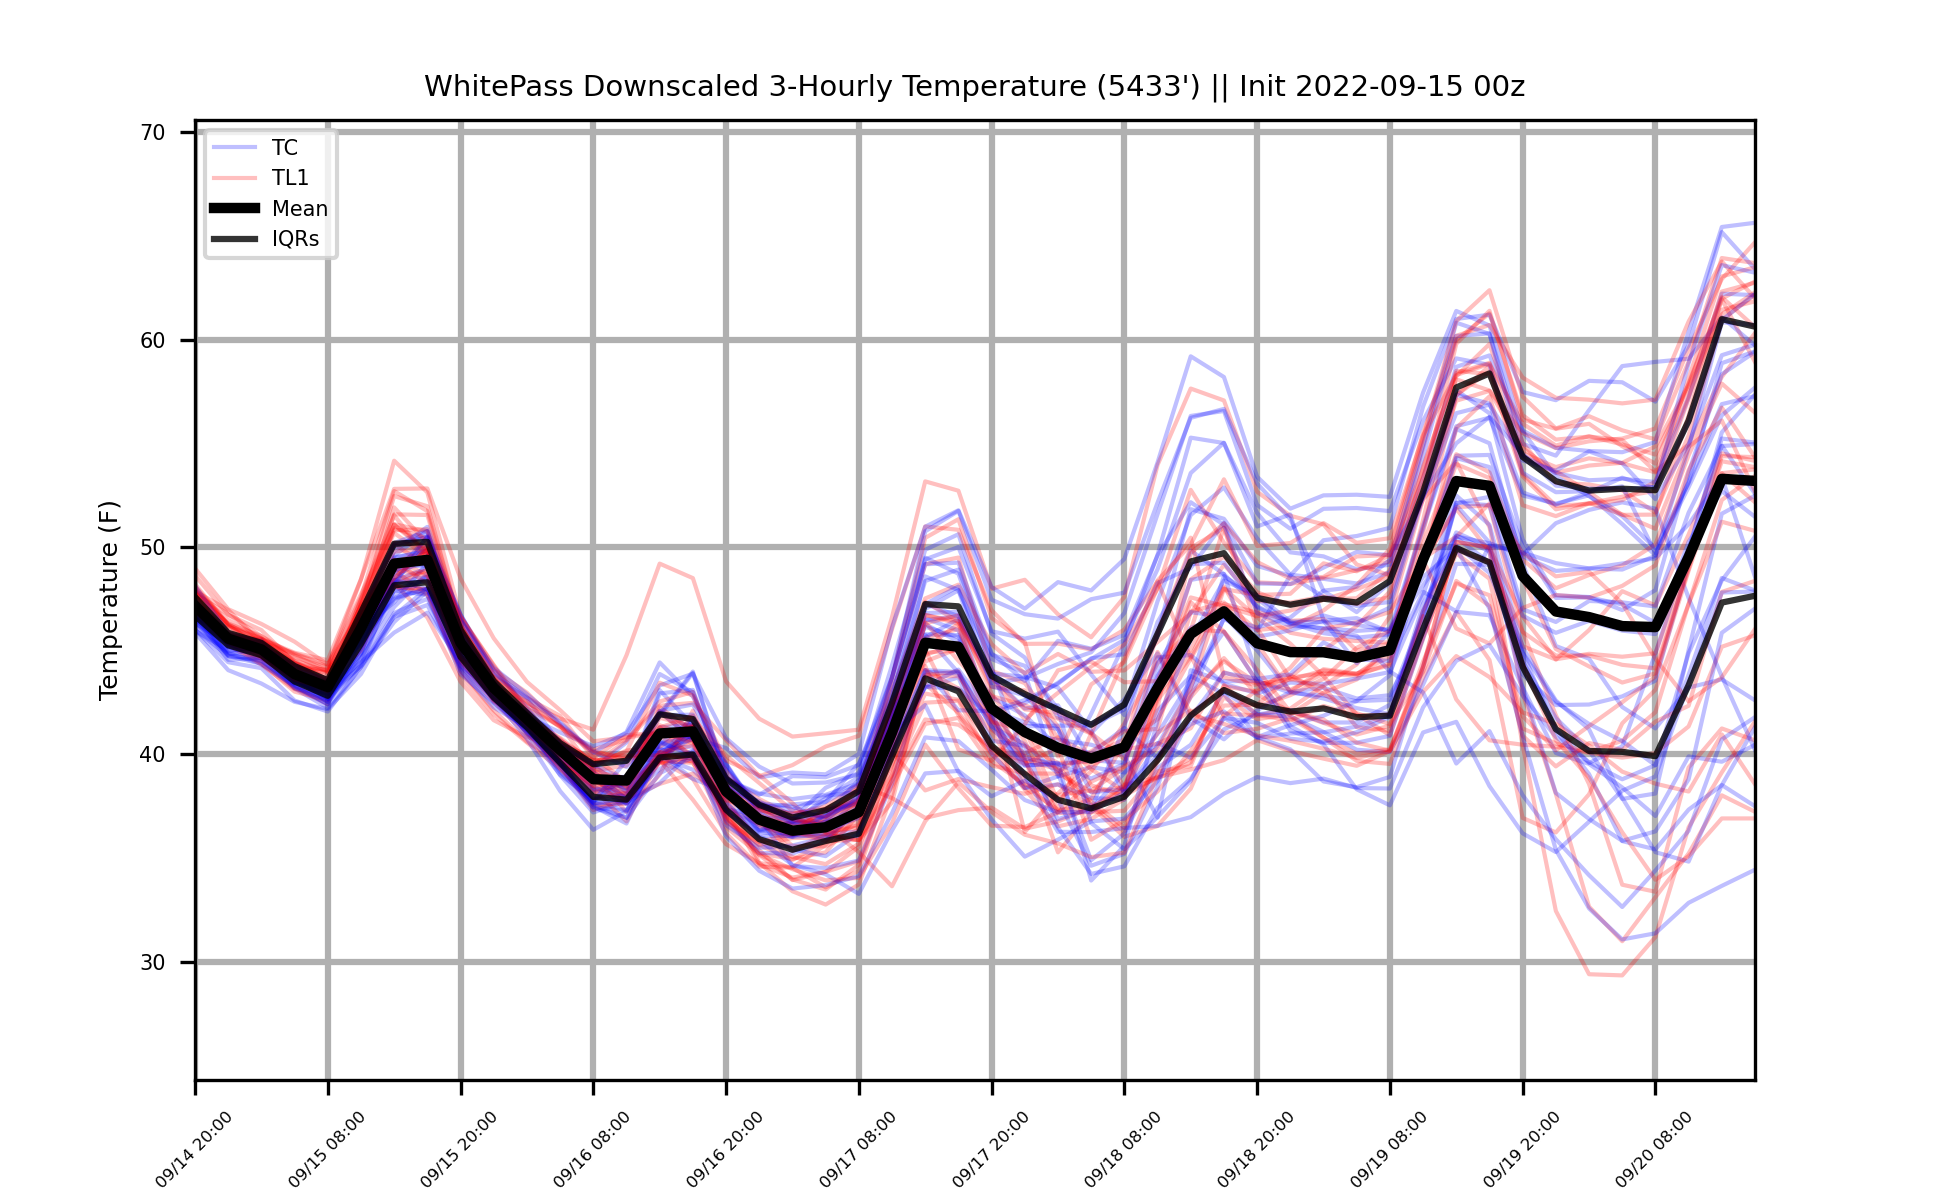 WhitePass Downscaled 3-Hourly Temperature (5433') || Init 2022-09-15 00z
Temperature (F)
70
60
50
40
30
TC
TL1
Mean
IQRs
09/14 20:00
09/15 08:00
09/15 20:00
09/16 08:00
09/16 20:00
09/17 08:00
09/17 20:00
09/18 08:00
09/18 20:00
09/19 08:00
09/19 20:00
09/20 08:00